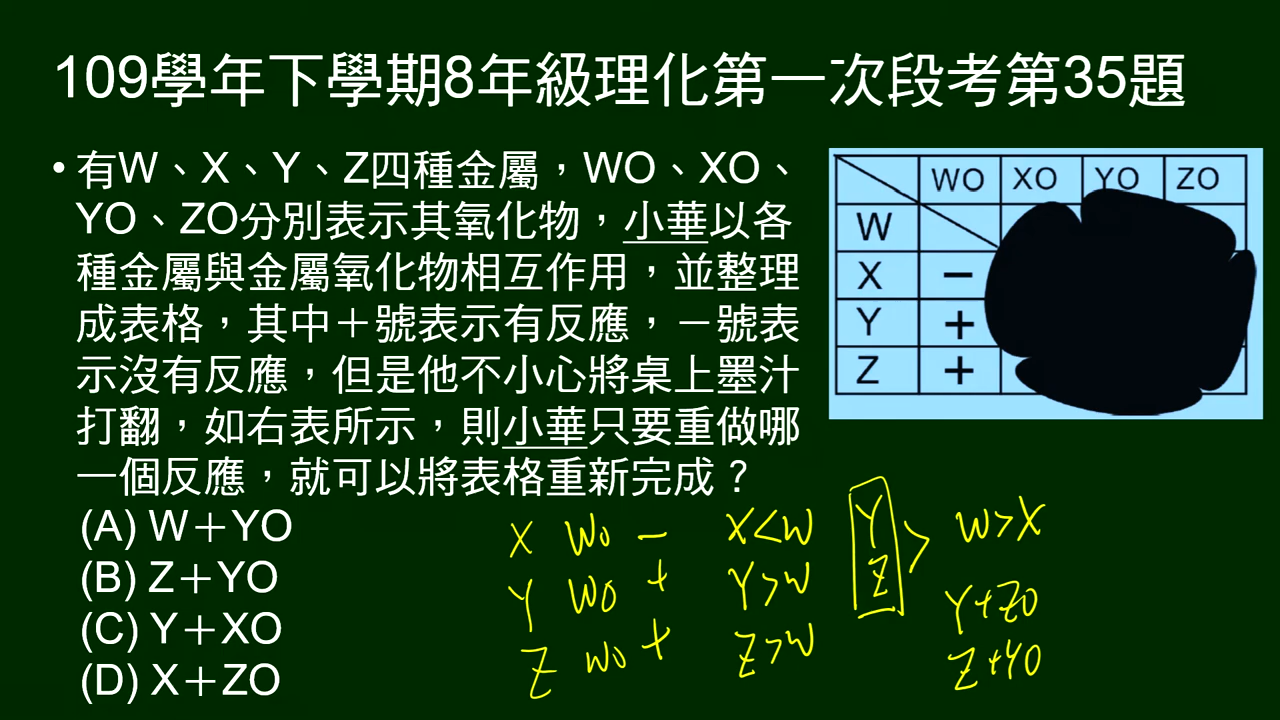 109學年下學期8年級理化第一次段考第35題
• 有W、X、Y、Z四種金屬，WO、XO、
YO、ZO分別表示其氧化物，小華以各
種金屬與金屬氧化物相互作用，並整理
成表格，其中＋號表示有反應，－號表
示沒有反應，但是他不小心將桌上墨汁
打翻，如右表所示，則小華只要重做哪
一個反應，就可以將表格重新完成？
(A) W＋YO
(B) Z＋YO
(C) Y＋XO
(D) X＋ZO
WO XO YO ZO
W
X −
Y +
Z +
X WO − X<W
Y WO + Y>W
Z WO + Z>W
Y
Z > W>X
Y+ZO
Z+YO